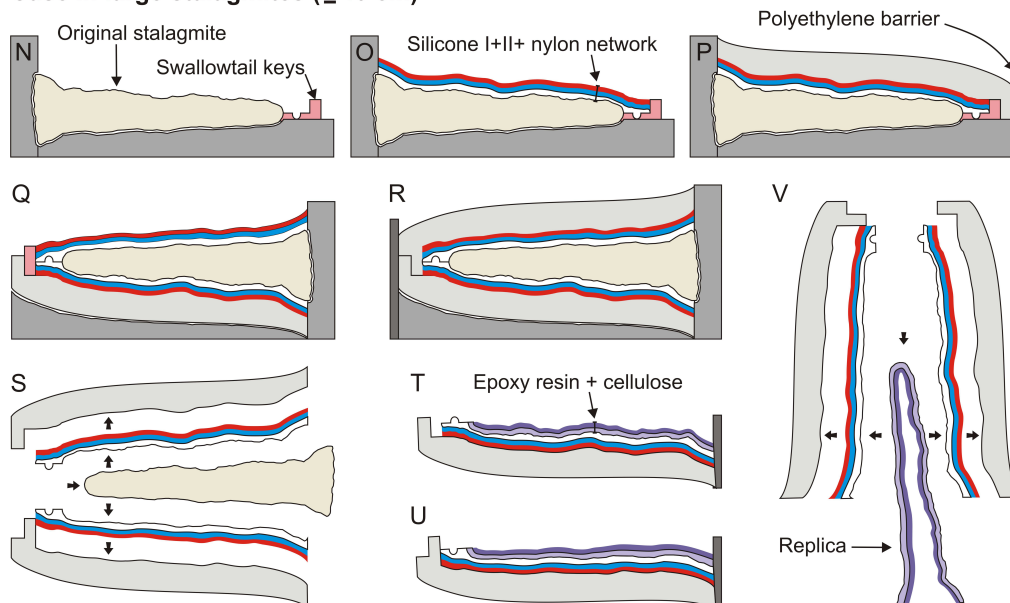 Polyethylene barrier
N
Original stalagmite
Swallowtail keys
O
Silicone I+II+ nylon network
P
Q
R
V
S
T
Epoxy resin + cellulose
U
Replica